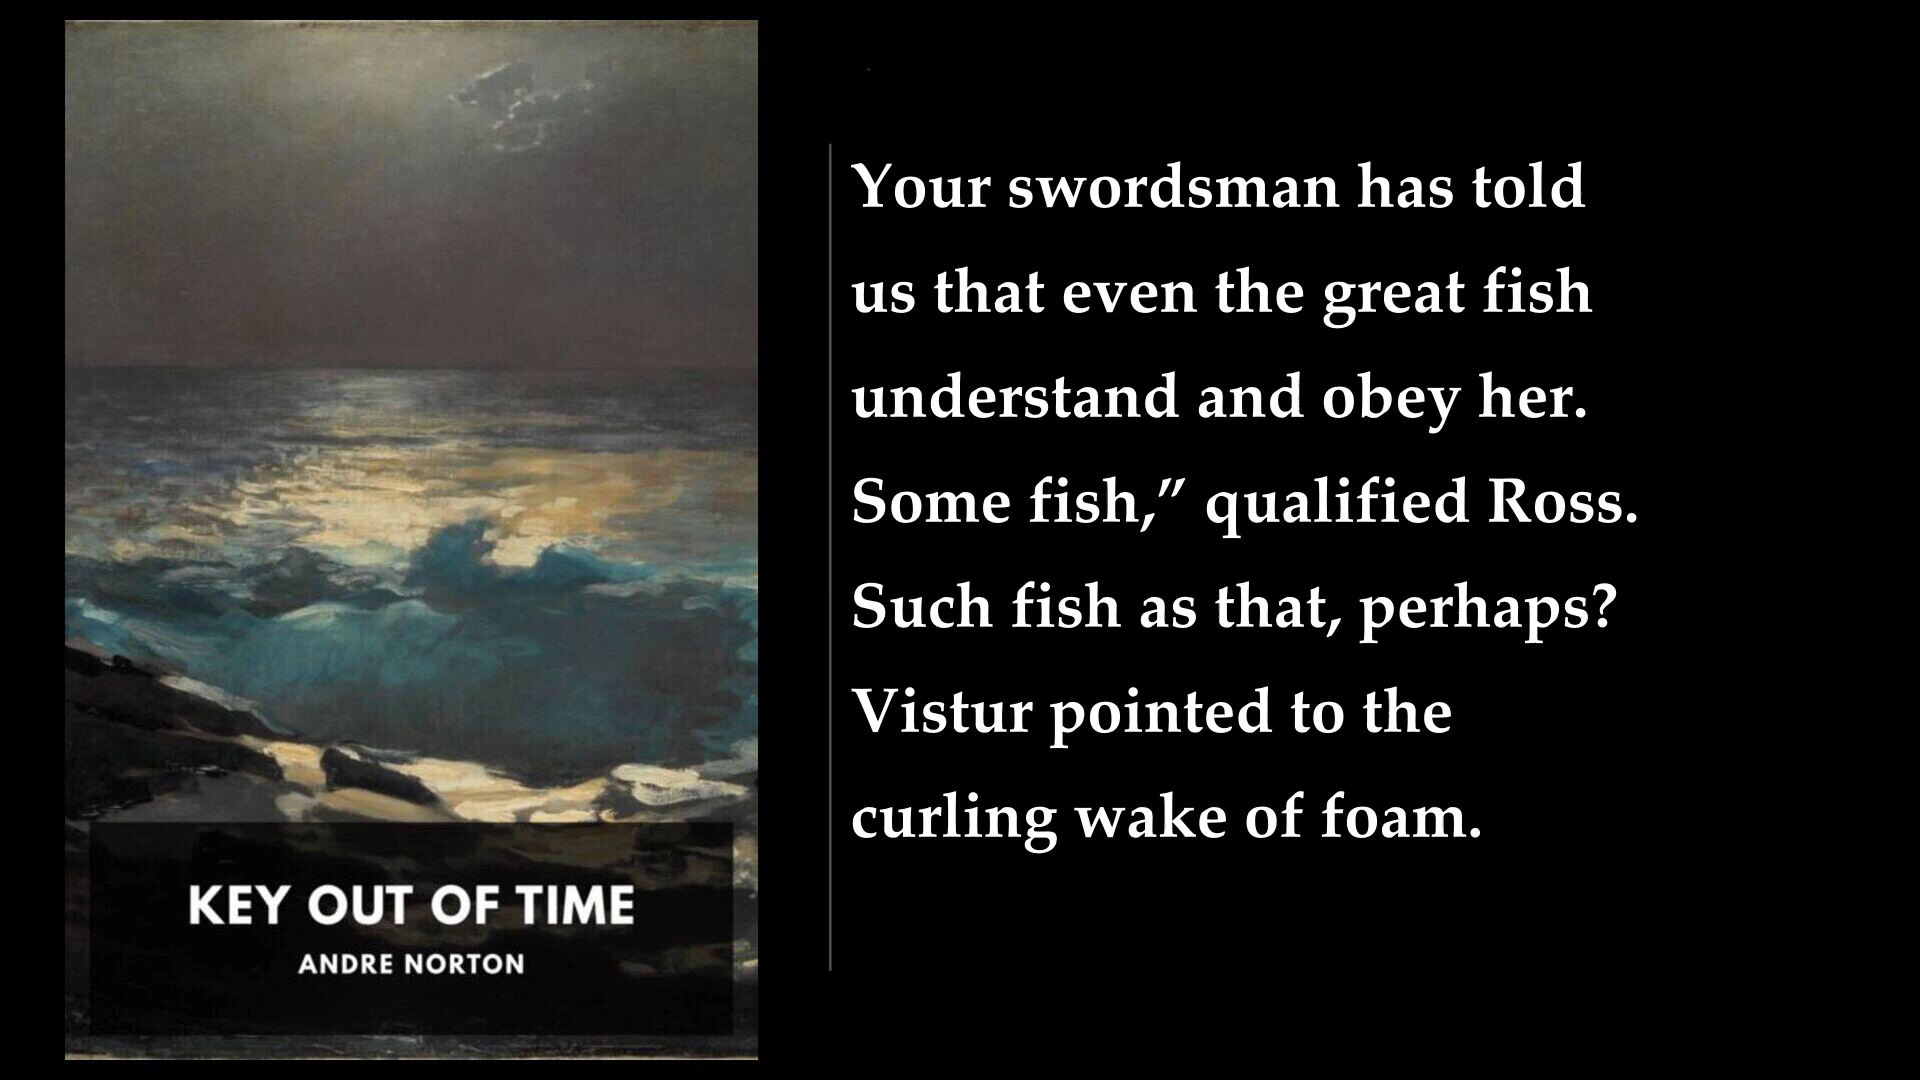 KEY OUT OF TIME
ANDRE NORTON
Your swordsman has told
us that even the great fish
understand and obey her.
Some fish,” qualified Ross.
Such fish as that, perhaps?
Vistur pointed to the
curling wake of foam.